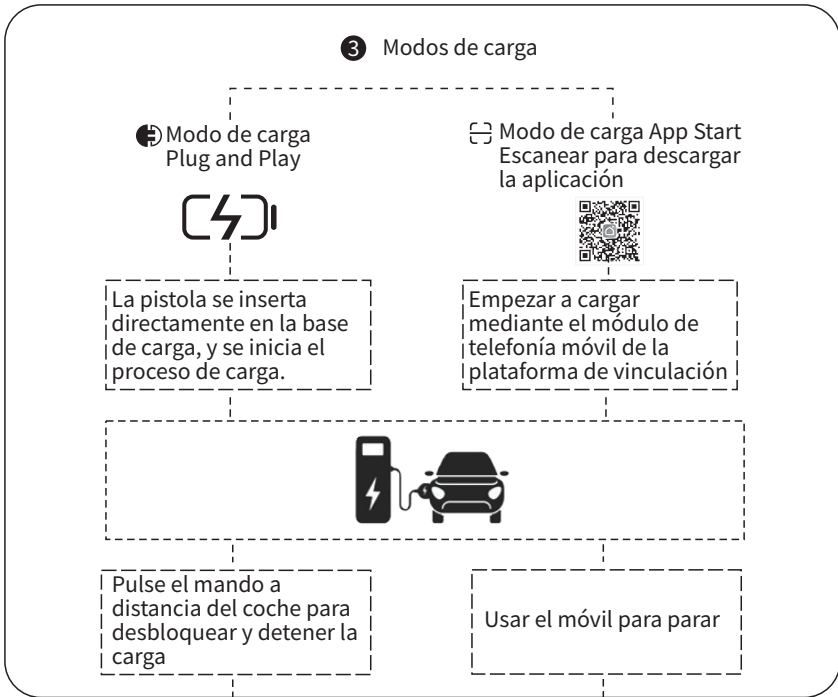 3 Modos de carga
Modo de carga
Plug and Play
Modo de carga App Start
Escanear para descargar
la aplicación
La pistola se inserta
directamente en la base
de carga, y se inicia el
proceso de carga.
Empezar a cargar
mediante el módulo de
telefonía móvil de la
plataforma de vinculación
Pulse el mando a
distancia del coche para
desbloquear y detener la
carga
Usar el móvil para parar